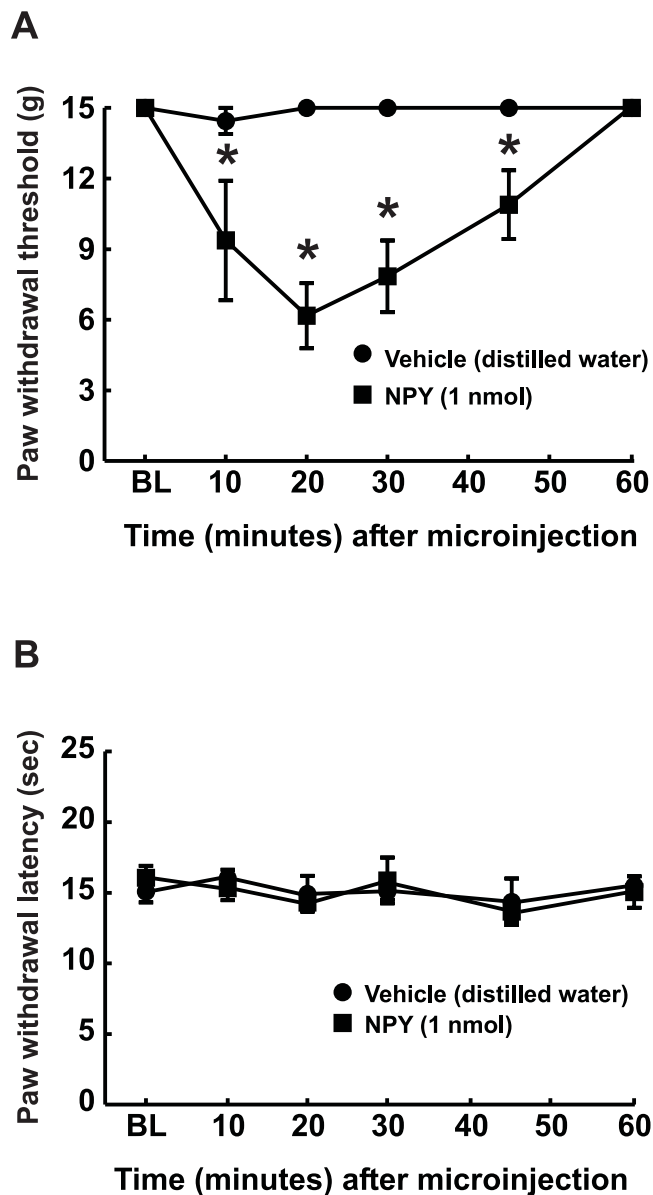 A
Paw withdrawal threshold (g)
15
12
9
6
3
0
*
*
*
*
Vehicle (distilled water)
NPY (1 nmol)
BL 10 20 30 40 50 60
Time (minutes) after microinjection
B
Paw withdrawal latency (sec)
25
20
15
10
5
0
Vehicle (distilled water)
NPY (1 nmol)
BL 10 20 30 40 50 60
Time (minutes) after microinjection